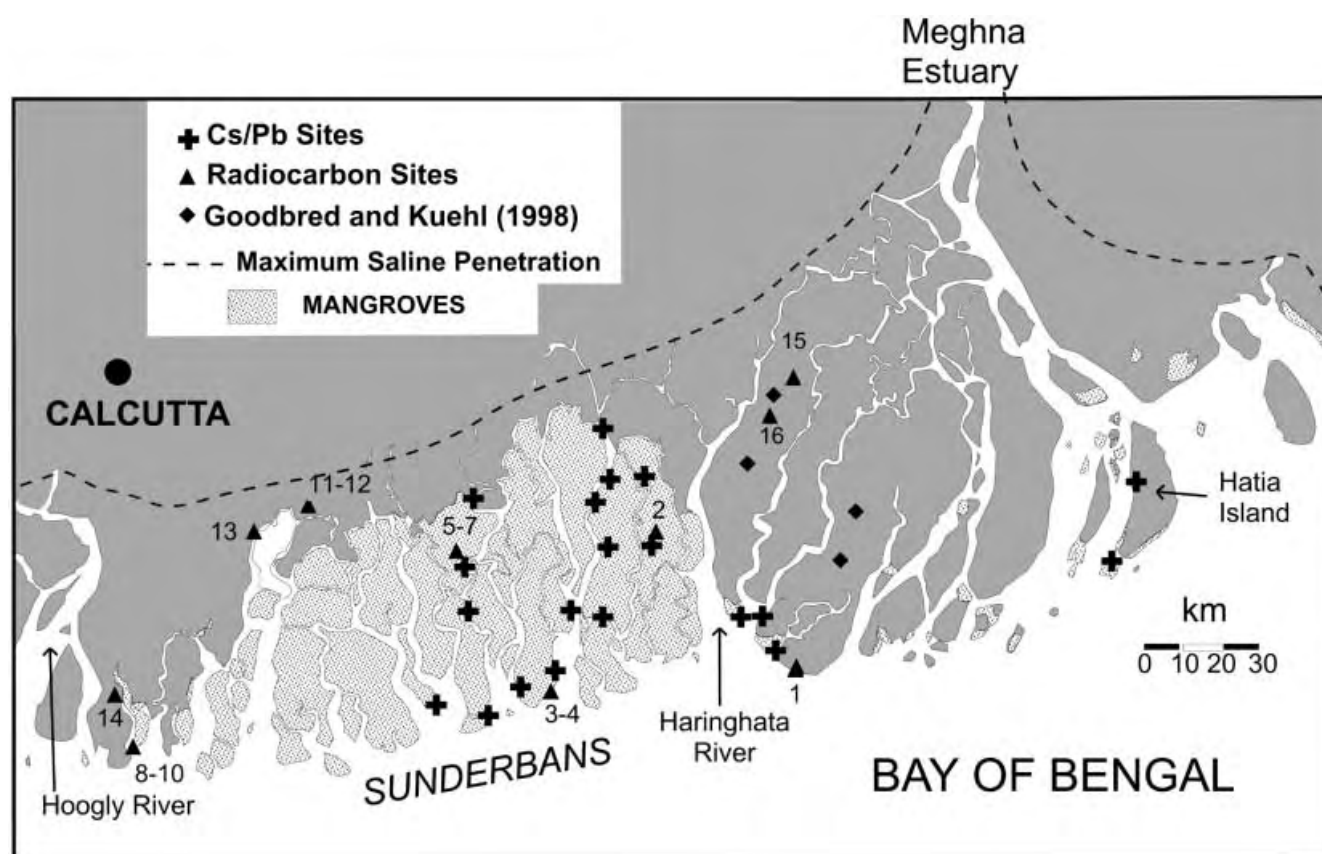 Meghna
Estuary
Cs/Pb Sites
Radiocarbon Sites
Goodbred and Kuehl (1998)
Maximum Saline Penetration
MANGROVES
CALCUTTA
15
16
11-12
13
5-7
2
Hatia
Island
km
0 10 20 30
1
3-4
14
8-10
Haringhata
River
Hoogly River
SUNDERBANS
BAY OF BENGAL